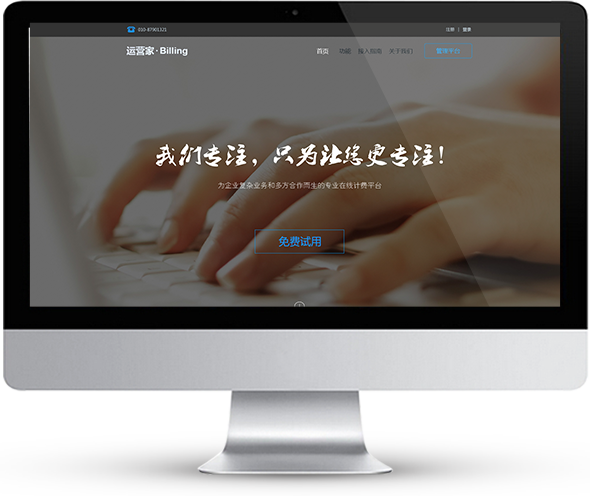 010-87901321
注册 | 登录
运营家·Billing
首页 功能 接入指南 关于我们 管理平台
我们专注，只为让您更专注！
为企业复杂业务和多方合作而生的专业在线计费平台
免费试用